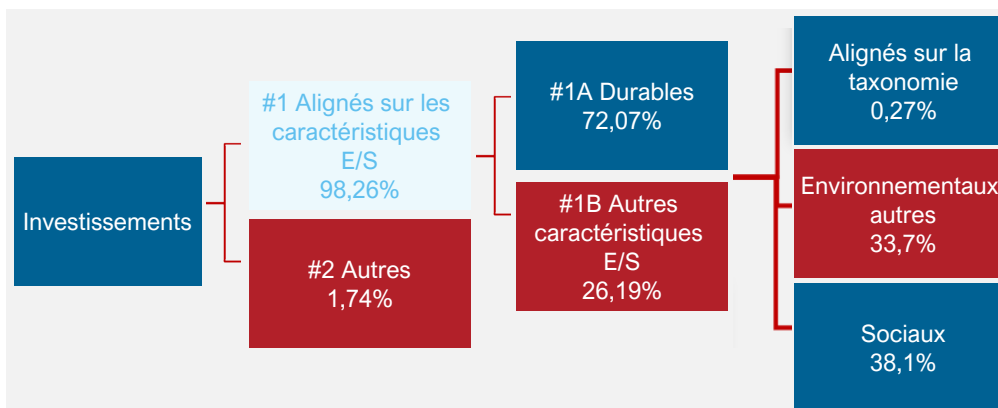 Investissements
#1 Alignés sur les
caractéristiques
E/S
98,26%
#2 Autres
1,74%
#1A Durables
72,07%
#1B Autres
caractéristiques
E/S
26,19%
Alignés sur la
taxonomie
0,27%
Environnementaux
autres
33,7%
Sociaux
38,1%